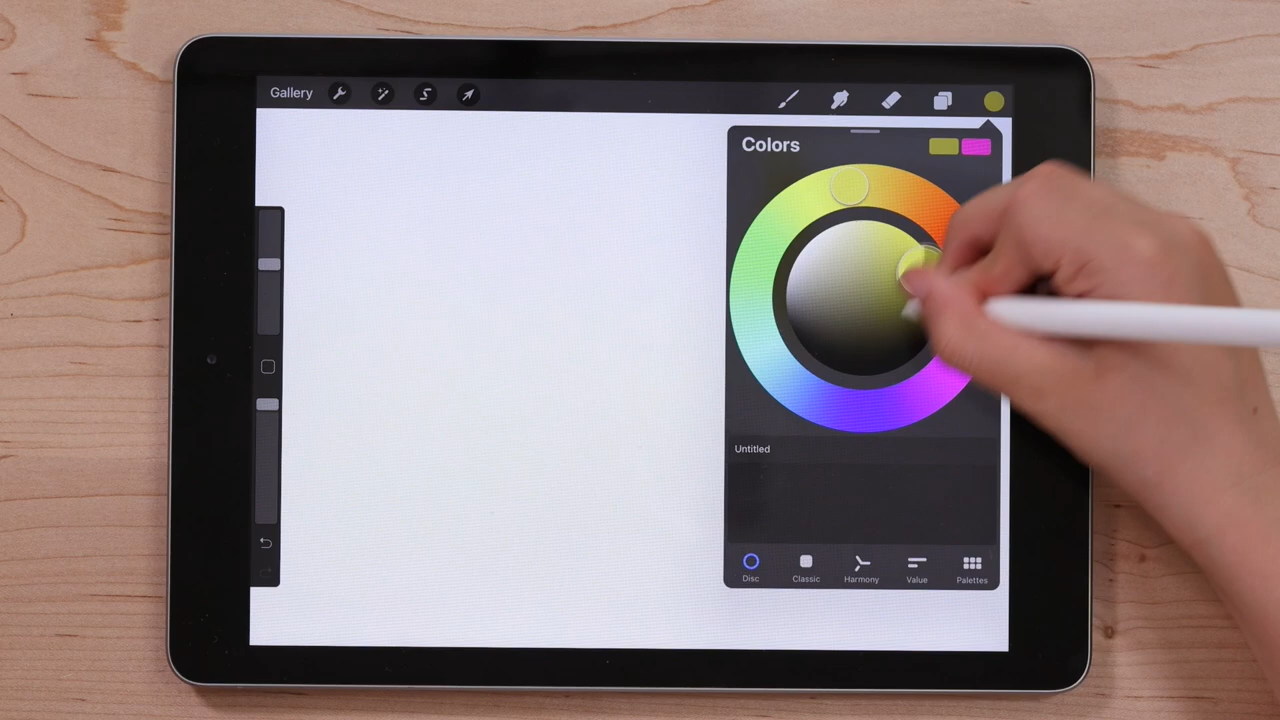 Gallery
Colors
Untitled
Disc
Classic
Harmony
Value
Palettes